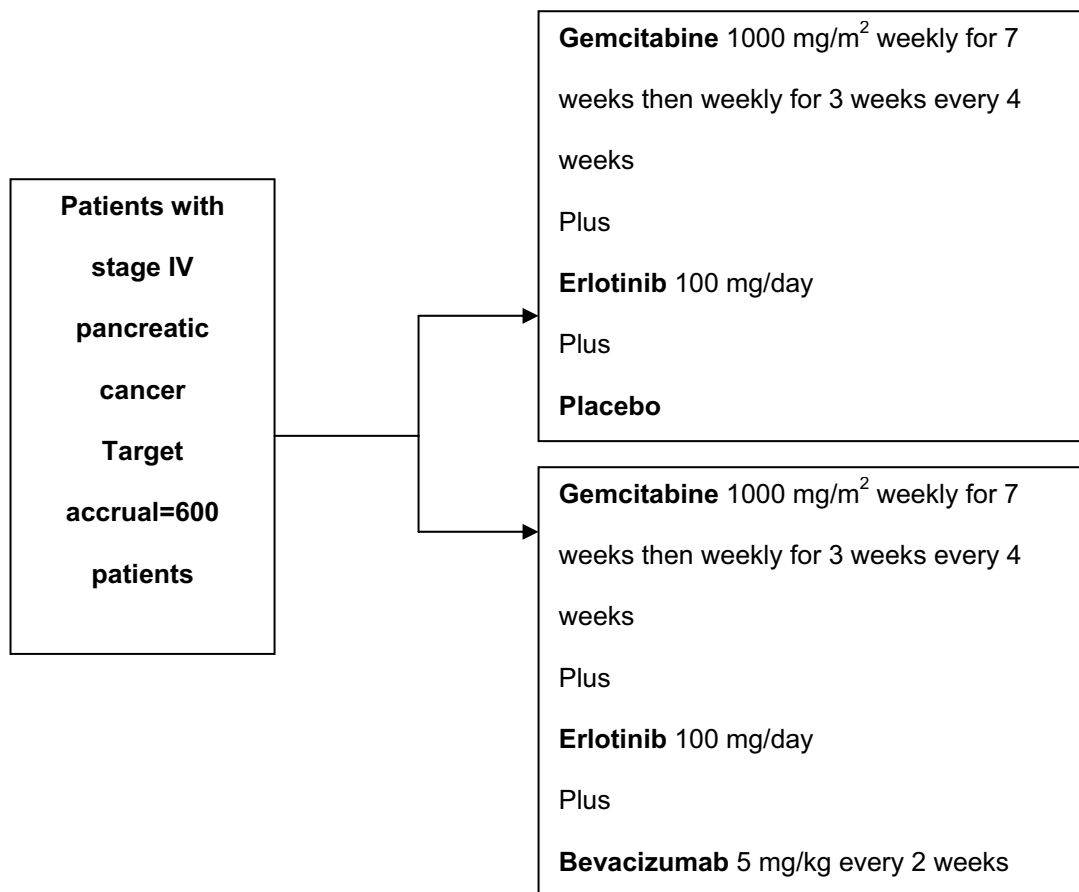 Patients with
stage IV
pancreatic
cancer
Target
accrual=600
patients
Gemcitabine 1000 mg/m² weekly for 7
weeks then weekly for 3 weeks every 4
weeks
Plus
Erlotinib 100 mg/day
Plus
Placebo
Gemcitabine 1000 mg/m² weekly for 7
weeks then weekly for 3 weeks every 4
weeks
Plus
Erlotinib 100 mg/day
Plus
Bevacizumab 5 mg/kg every 2 weeks